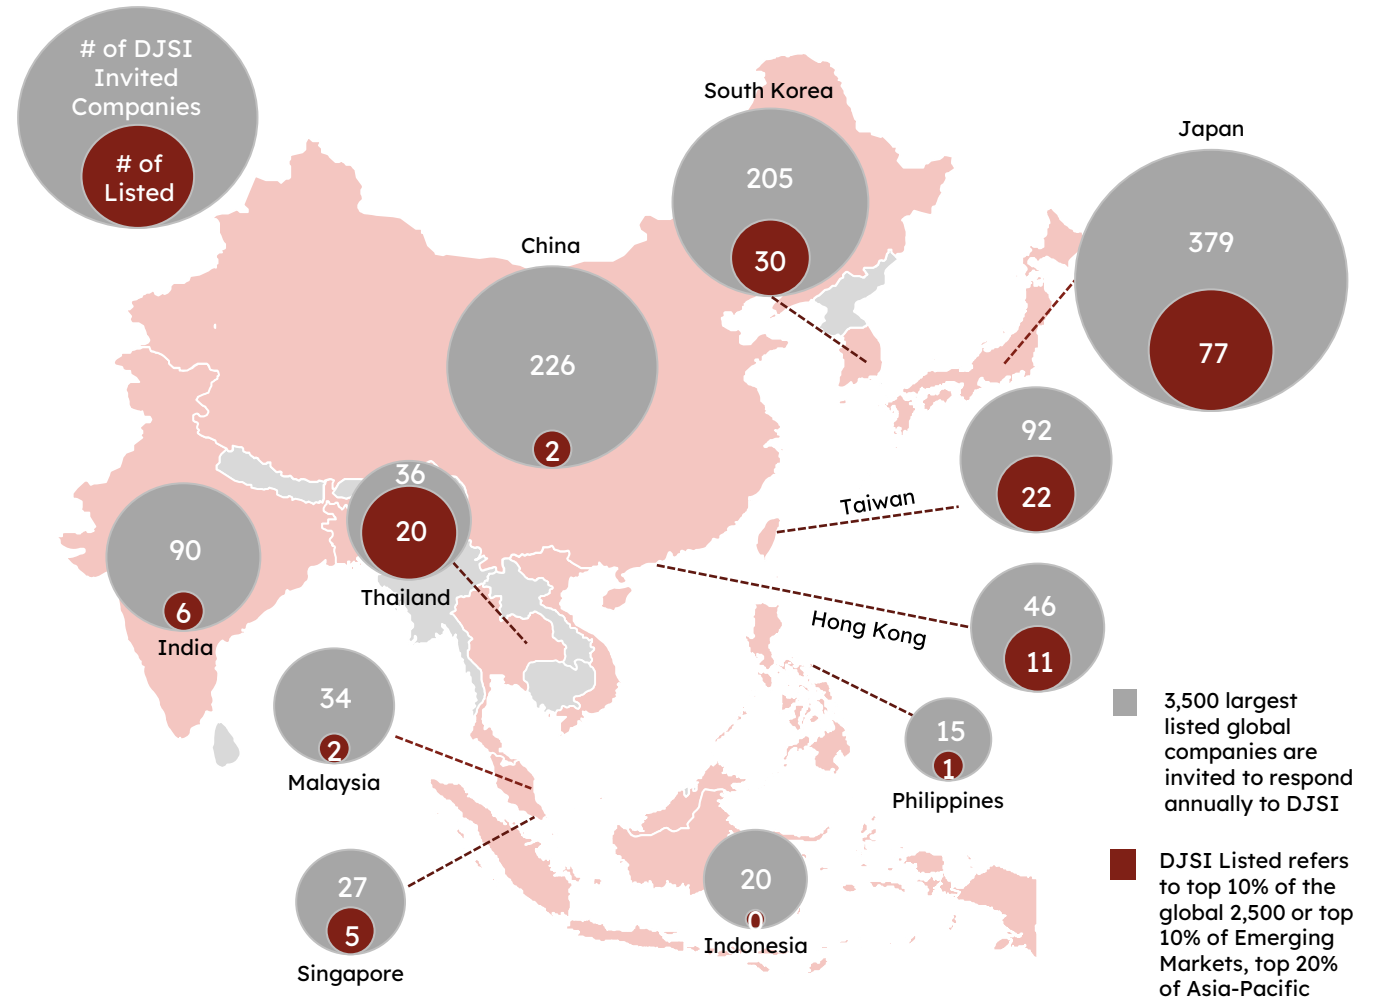 # of DJSI
Invited
Companies
# of
Listed
South Korea
205
30
Japan
379
77
China
226
2
92
22
Taiwan
36
20
Thailand
90
6
India
46
11
Hong Kong
34
2
Malaysia
15
1
Philippines
27
5
Singapore
20
0
Indonesia
3,500 largest
listed global
companies are
invited to respond
annually to DJSI
DJSI Listed refers
to top 10% of the
global 2,500 or top
10% of Emerging
Markets, top 20%
of Asia-Pacific